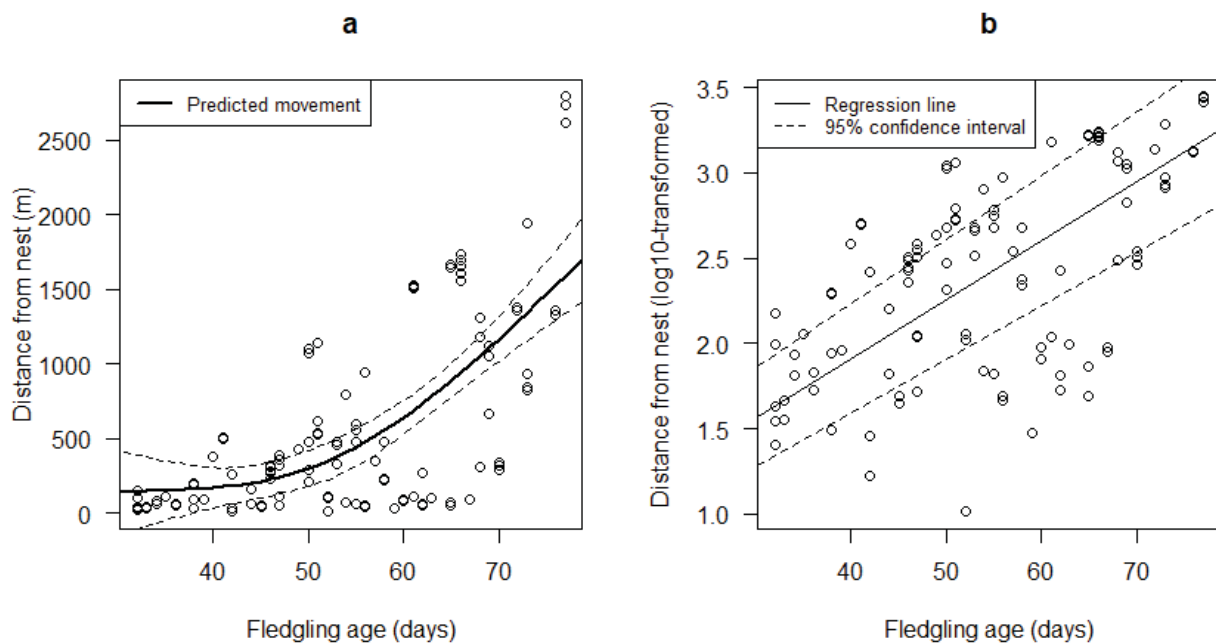 a
Predicted movement
Distance from nest (m)
2500
2000
1500
1000
500
0
40 50 60 70
Fledgling age (days)
b
Regression line
95% confidence interval
Distance from nest (log10-transformed)
3.5
3.0
2.5
2.0
1.5
1.0
40 50 60 70
Fledgling age (days)